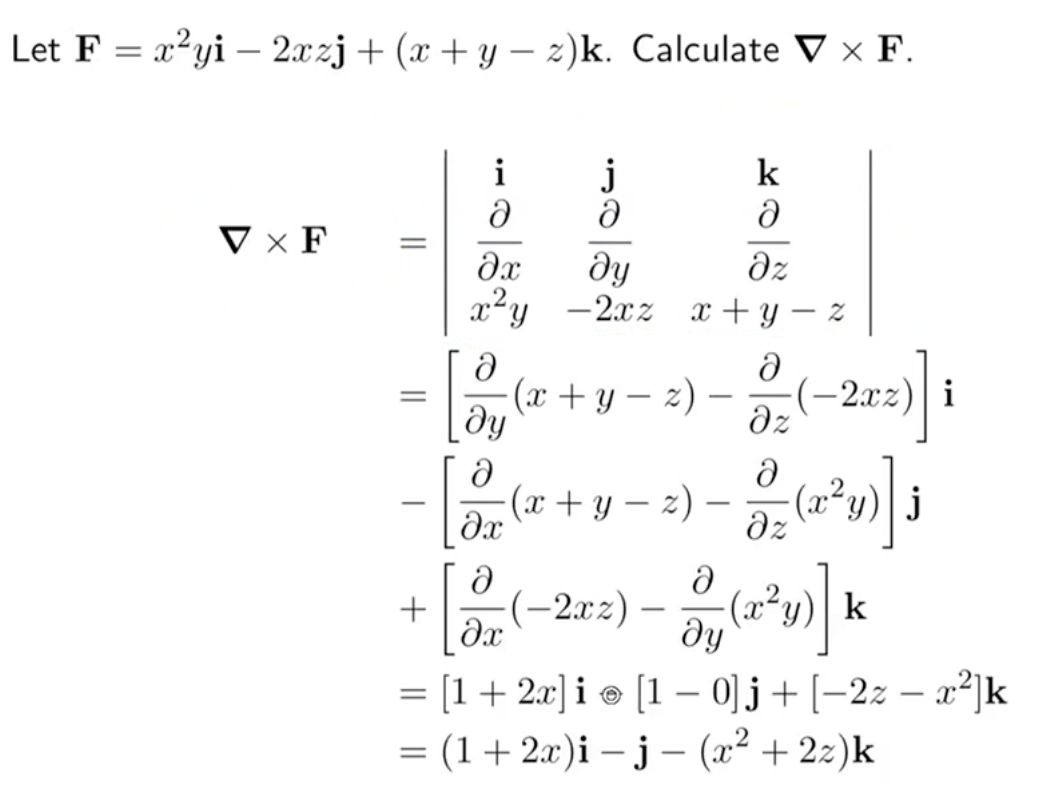 Let F = x²yi − 2xzj + (x + y − z)k. Calculate ∇ × F.
∇ × F = | i j k |
| ∂/∂x ∂/∂y ∂/∂z |
| x²y −2xz x + y − z |
= [∂/∂y (x + y − z) − ∂/∂z (−2xz)] i
− [∂/∂x (x + y − z) − ∂/∂z (x²y)] j
+ [∂/∂x (−2xz) − ∂/∂y (x²y)] k
= [1 + 2x] i [1 − 0] j + [−2z − x²]k
= (1 + 2x)i − j − (x² + 2z)k